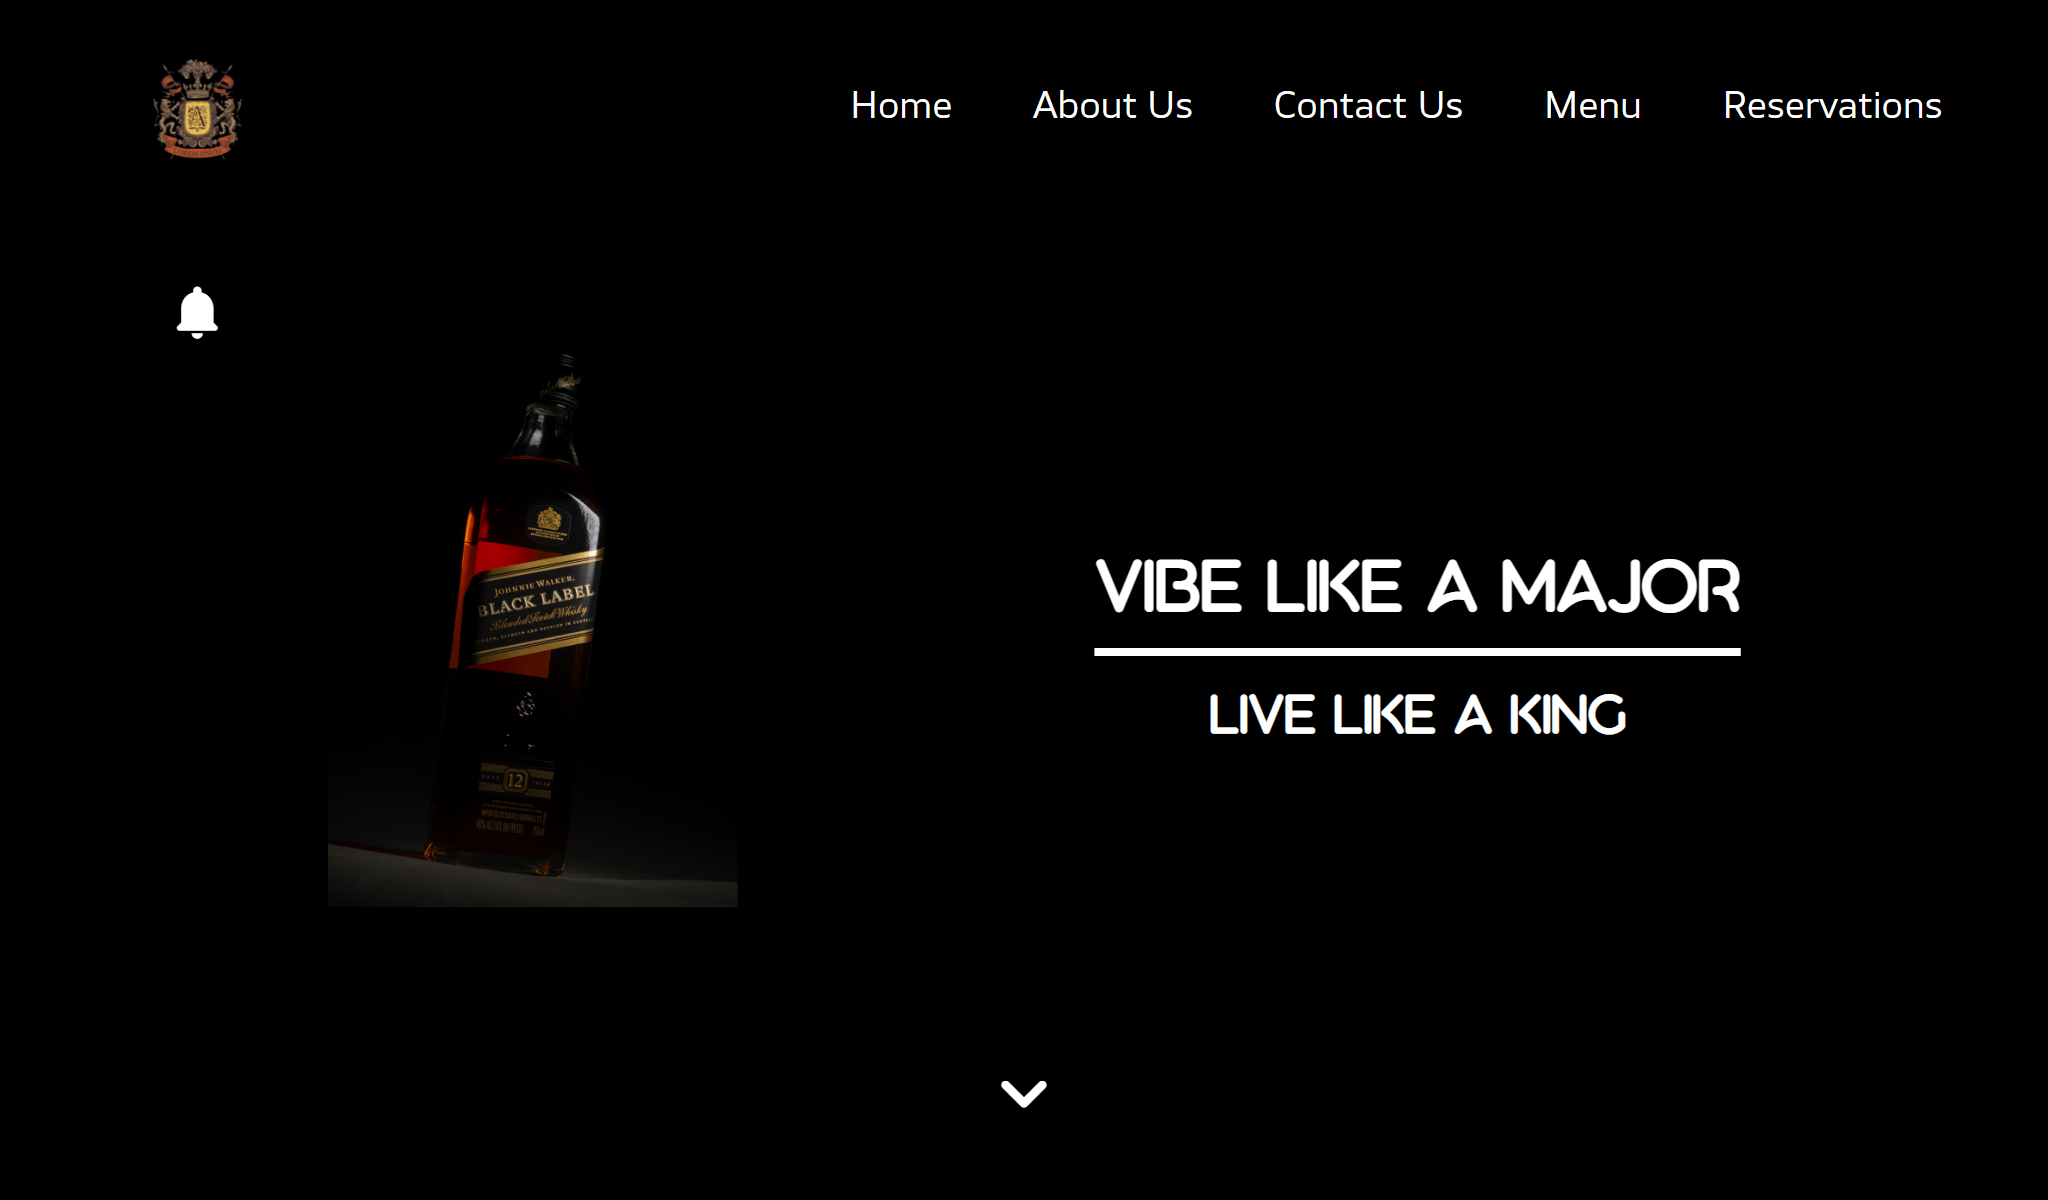 Home About Us Contact Us Menu Reservations
VIBE LIKE A MAJOR
LIVE LIKE A KING
JOHNNIE WALKER.
BLACK LABEL
Blended Scotch Whisky
12